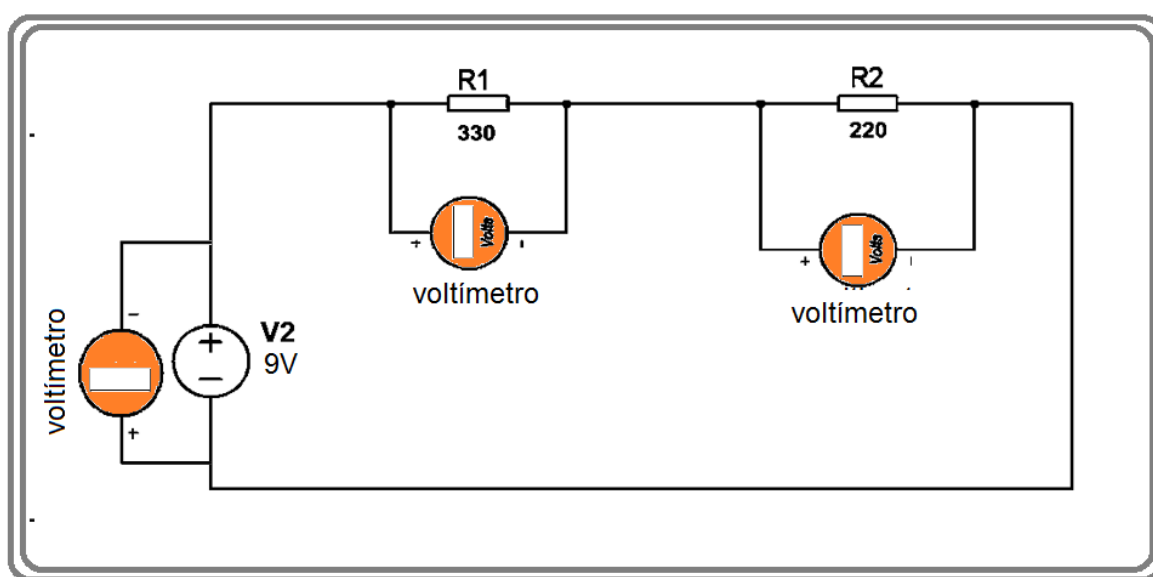 R1
330
R2
220
+
Volts
-
voltímetro
+
Volts
voltímetro
voltímetro
-
+
+
-
V2
9V